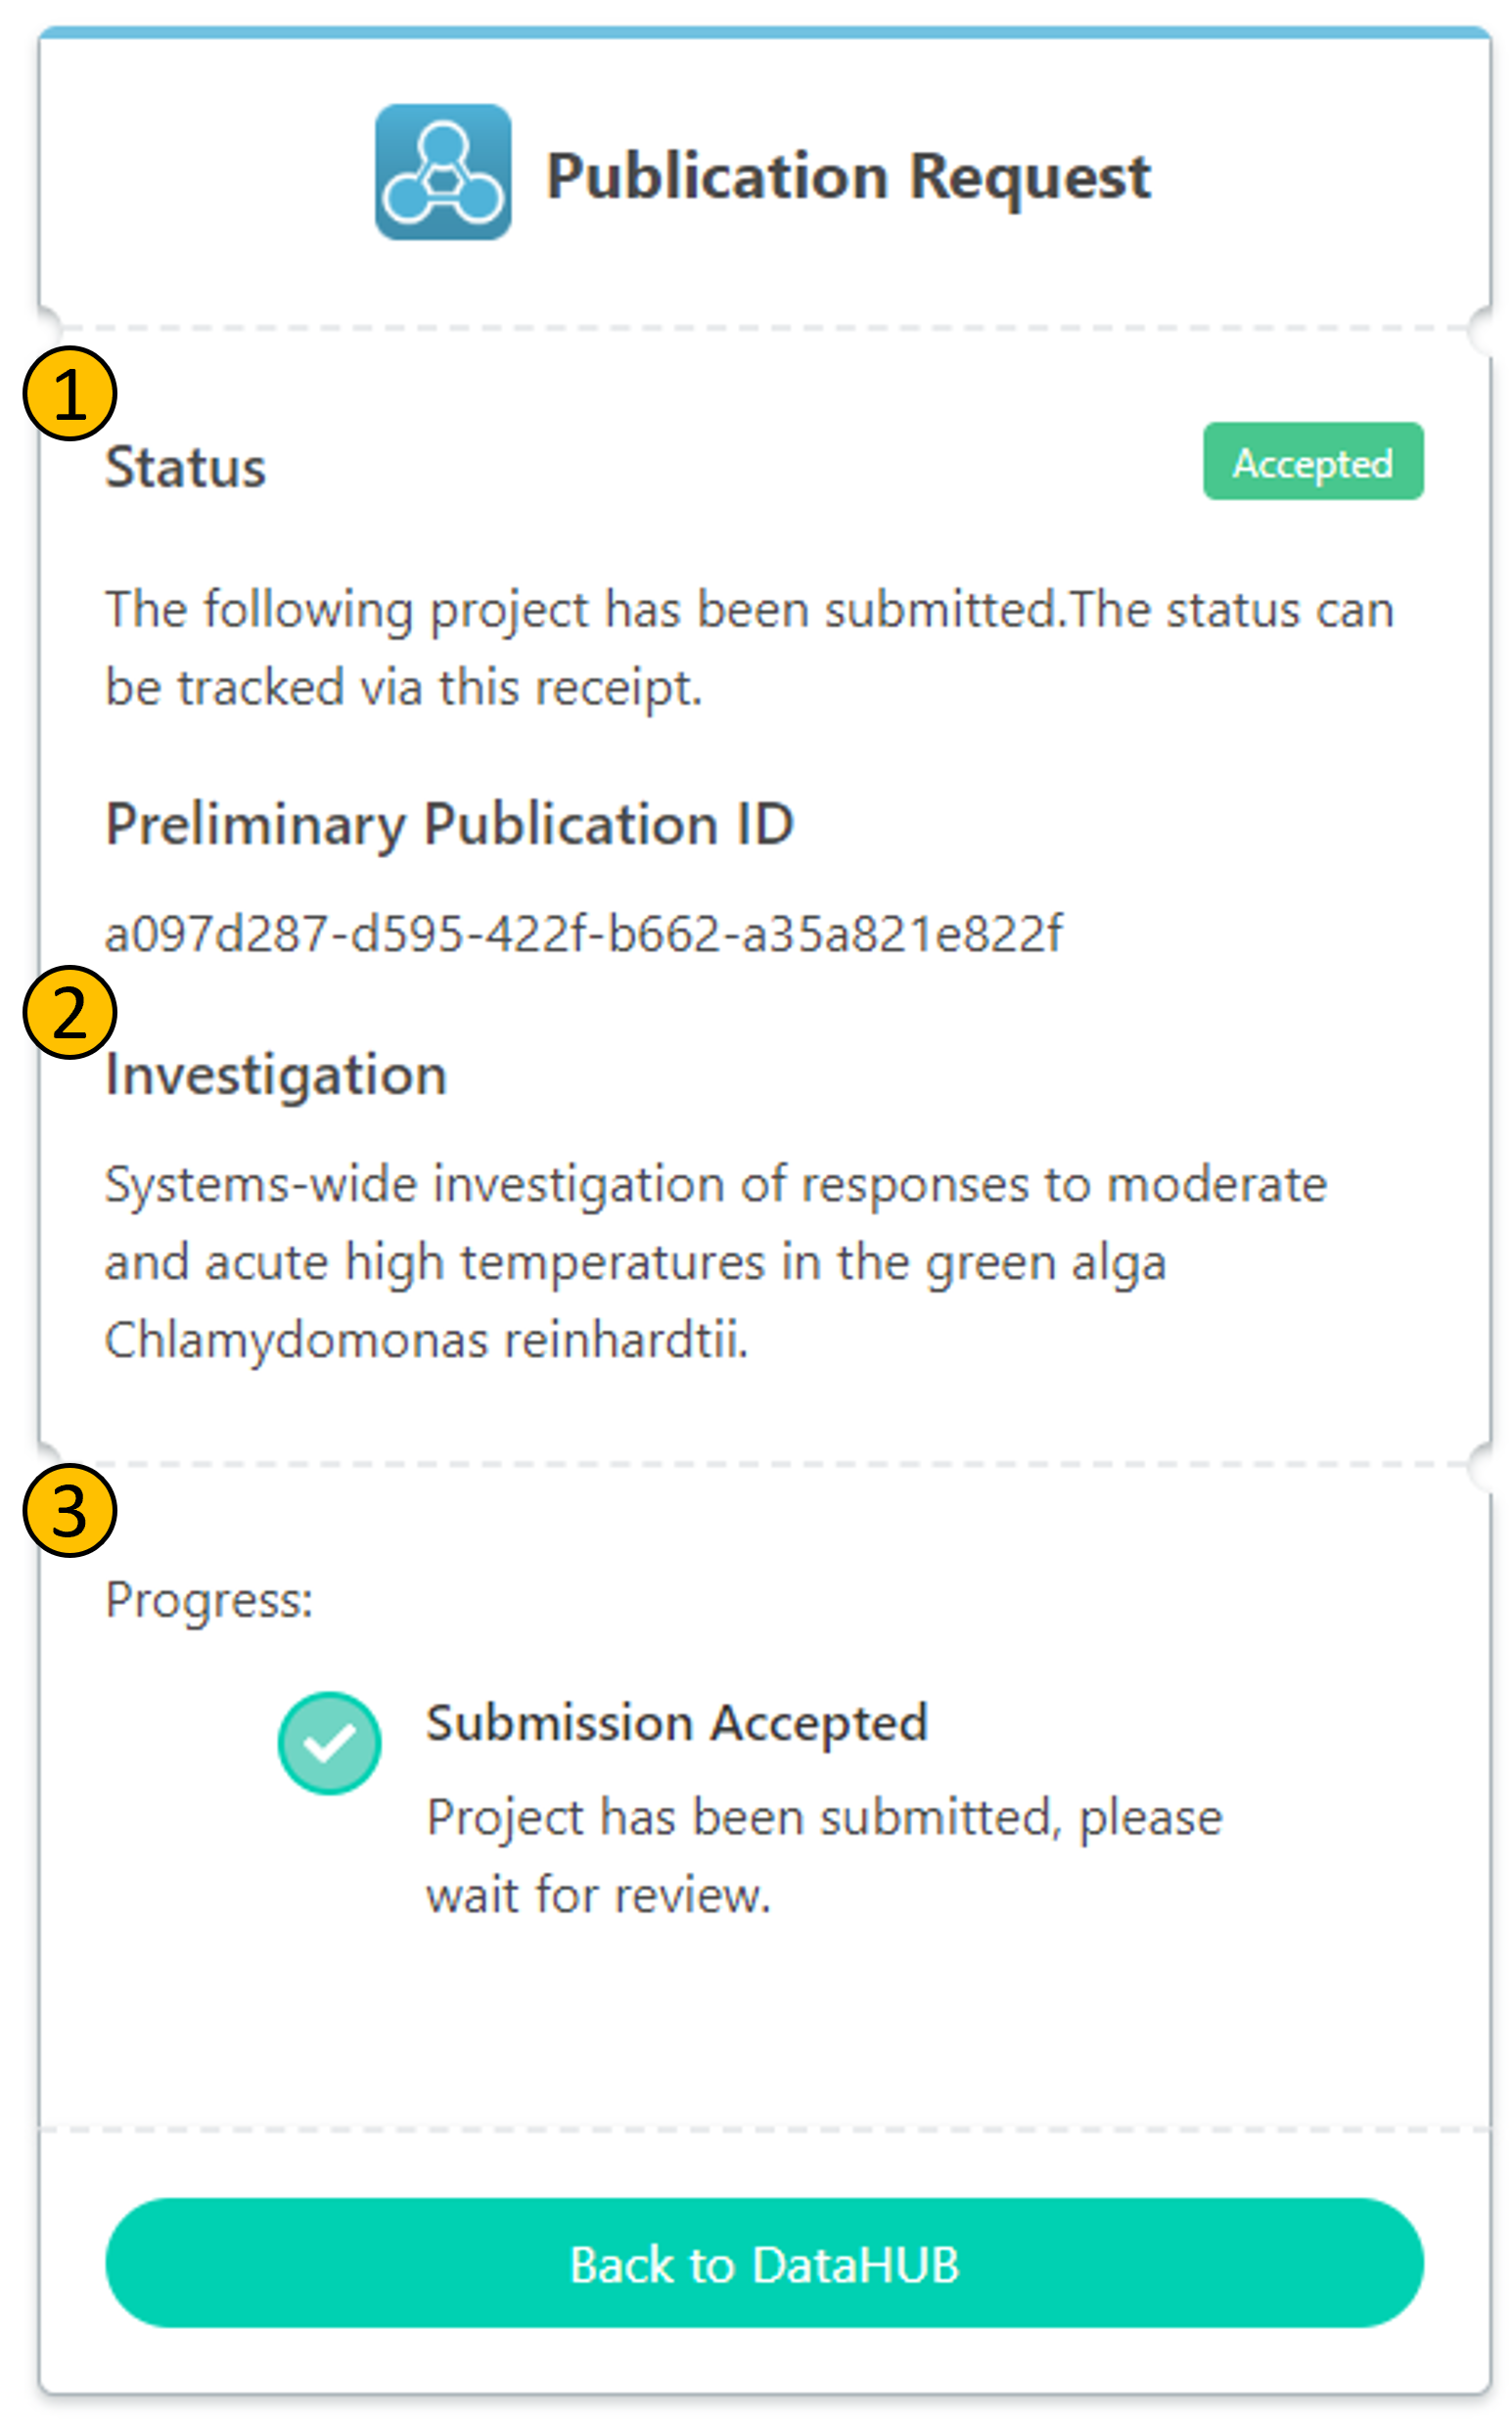 Publication Request
1
Status
Accepted
The following project has been submitted.The status can
be tracked via this receipt.
Preliminary Publication ID
a097d287-d595-422f-b662-a35a821e822f
2
Investigation
Systems-wide investigation of responses to moderate
and acute high temperatures in the green alga
Chlamydomonas reinhardtii.
3
Progress:
Submission Accepted
Project has been submitted, please
wait for review.
Back to DataHUB